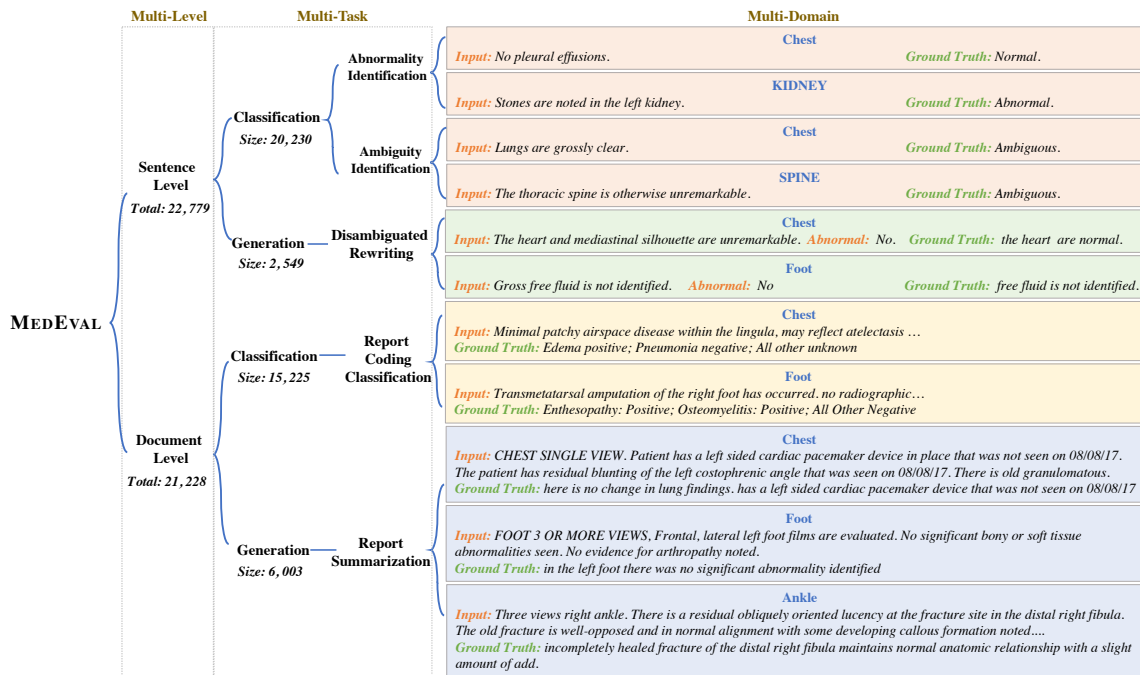 Multi-Level
Multi-Task
Multi-Domain
MEDEVAL
Sentence
Level
Total: 22,779
Classification
Size: 20,230
Abnormality
Identification
Chest
Input: No pleural effusions. Ground Truth: Normal.
KIDNEY
Input: Stones are noted in the left kidney. Ground Truth: Abnormal.
Ambiguity
Identification
Chest
Input: Lungs are grossly clear. Ground Truth: Ambiguous.
SPINE
Input: The thoracic spine is otherwise unremarkable. Ground Truth: Ambiguous.
Generation
Size: 2,549
Disambiguated
Rewriting
Chest
Input: The heart and mediastinal silhouette are unremarkable. Abnormal: No. Ground Truth: the heart are normal.
Foot
Input: Gross free fluid is not identified. Abnormal: No Ground Truth: free fluid is not identified.
Document
Level
Total: 21,228
Classification
Size: 15,225
Report
Coding
Classification
Chest
Input: Minimal patchy airspace disease within the lingula, may reflect atelectasis …
Ground Truth: Edema positive; Pneumonia negative; All other unknown
Foot
Input: Transmetatarsal amputation of the right foot has occurred. no radiographic…
Ground Truth: Enthesopathy: Positive; Osteomyelitis: Positive; All Other Negative
Generation
Size: 6,003
Report
Summarization
Chest
Input: CHEST SINGLE VIEW. Patient has a left sided cardiac pacemaker device in place that was not seen on 08/08/17.
The patient has residual blunting of the left costophrenic angle that was seen on 08/08/17. There is old granulomatous.
Ground Truth: here is no change in lung findings. has a left sided cardiac pacemaker device that was not seen on 08/08/17
Foot
Input: FOOT 3 OR MORE VIEWS, Frontal, lateral left foot films are evaluated. No significant bony or soft tissue
abnormalities seen. No evidence for arthropathy noted.
Ground Truth: in the left foot there was no significant abnormality identified
Ankle
Input: Three views right ankle. There is a residual obliquely oriented lucency at the fracture site in the distal right fibula.
The old fracture is well-opposed and in normal alignment with some developing callous formation noted....
Ground Truth: incompletely healed fracture of the distal right fibula maintains normal anatomic relationship with a slight
amount of add.